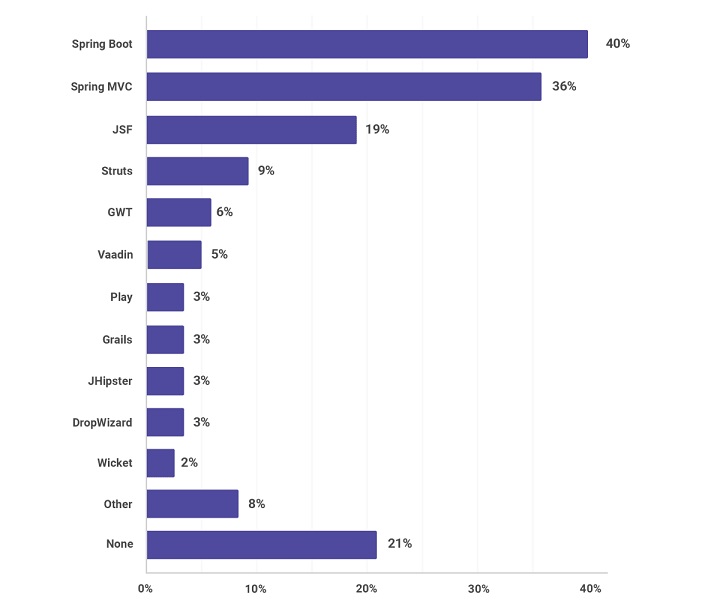 Spring Boot 40%
Spring MVC 36%
JSF 19%
Struts 9%
GWT 6%
Vaadin 5%
Play 3%
Grails 3%
JHipster 3%
DropWizard 3%
Wicket 2%
Other 8%
None 21%
0% 10% 20% 30% 40%